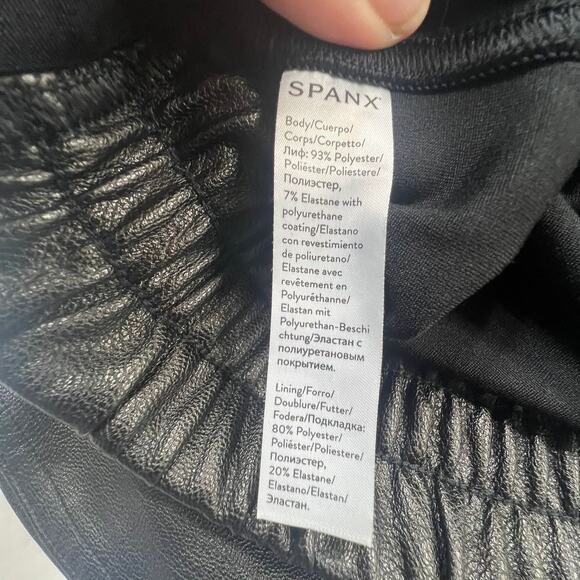 SPANX
Body/Cuerpo/
Corps/Corpetto/
Лиф: 93% Polyester/
Poliéster/Poliestere/
Полиэстер,
7% Elastane with
polyurethane
coating/Elastano
con revestimiento
de poliuretano/
Elastane avec
revêtement en
Polyuréthanne/
Elastan mit
Polyurethan-Beschi
chtung/Эластан с
полиуретановым
покрытием.
Lining/Forro/
Doublure/Futter/
Fodera/Подкладка:
80% Polyester/
Poliéster/Poliestere/
Полиэстер,
20% Elastane/
Elastano/Elastan/
Эластан.